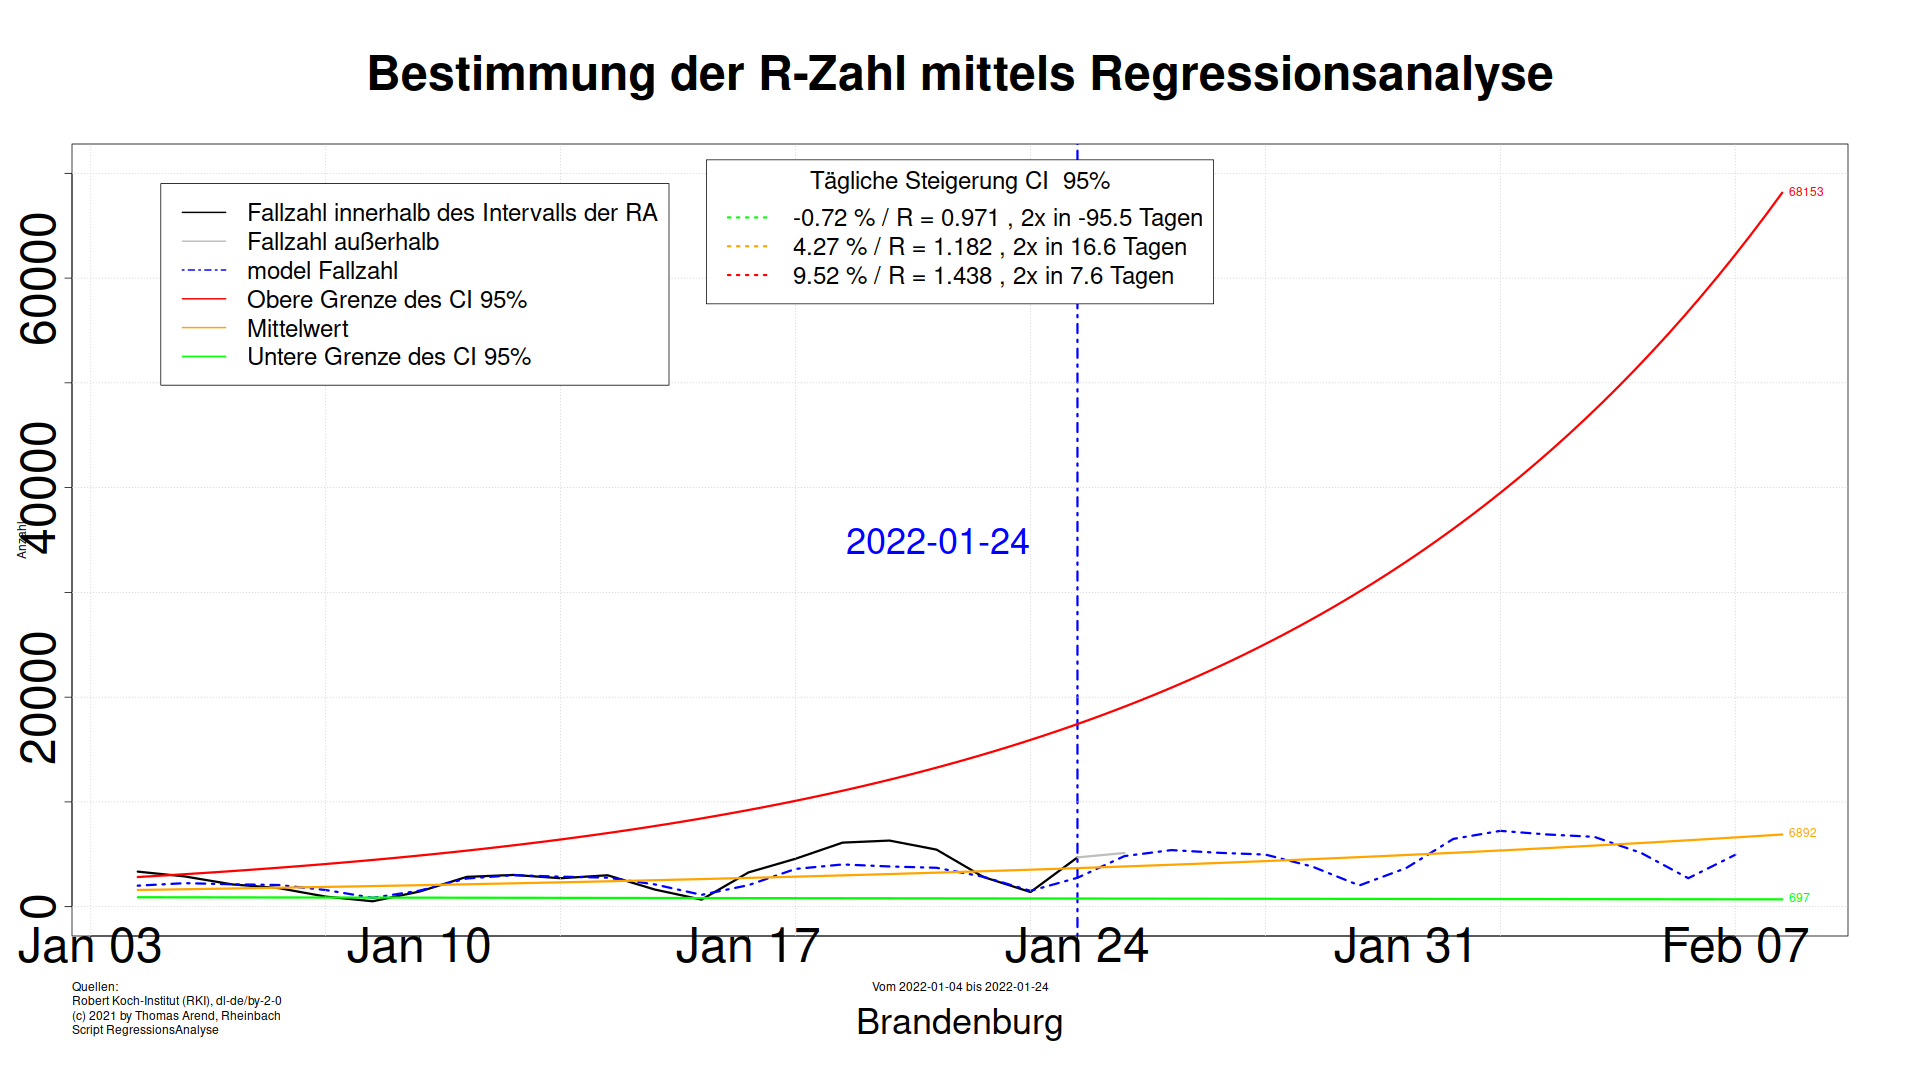 Bestimmung der R-Zahl mittels Regressionsanalyse
Fallzahl innerhalb des Intervalls der RA
Fallzahl außerhalb
model Fallzahl
Obere Grenze des CI 95%
Mittelwert
Untere Grenze des CI 95%
Tägliche Steigerung CI  95%
-0.72 % / R = 0.971 , 2x in -95.5 Tagen
4.27 % / R = 1.182 , 2x in 16.6 Tagen
9.52 % / R = 1.438 , 2x in 7.6 Tagen
68153
60000
40000
20000
0
Anzahl
2022-01-24
6892
697
Jan 03 Jan 10 Jan 17 Jan 24 Jan 31 Feb 07
Quellen:
Robert Koch-Institut (RKI), dl-de/by-2-0
(c) 2021 by Thomas Arend, Rheinbach
Script RegressionsAnalyse
Vom 2022-01-04 bis 2022-01-24
Brandenburg